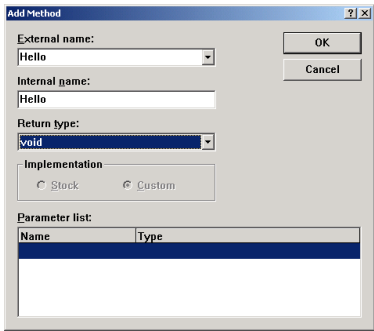 Add Method
External name:
Hello
OK
Cancel
Internal name:
Hello
Return type:
void
Implementation
Stock
Custom
Parameter list:
Name Type